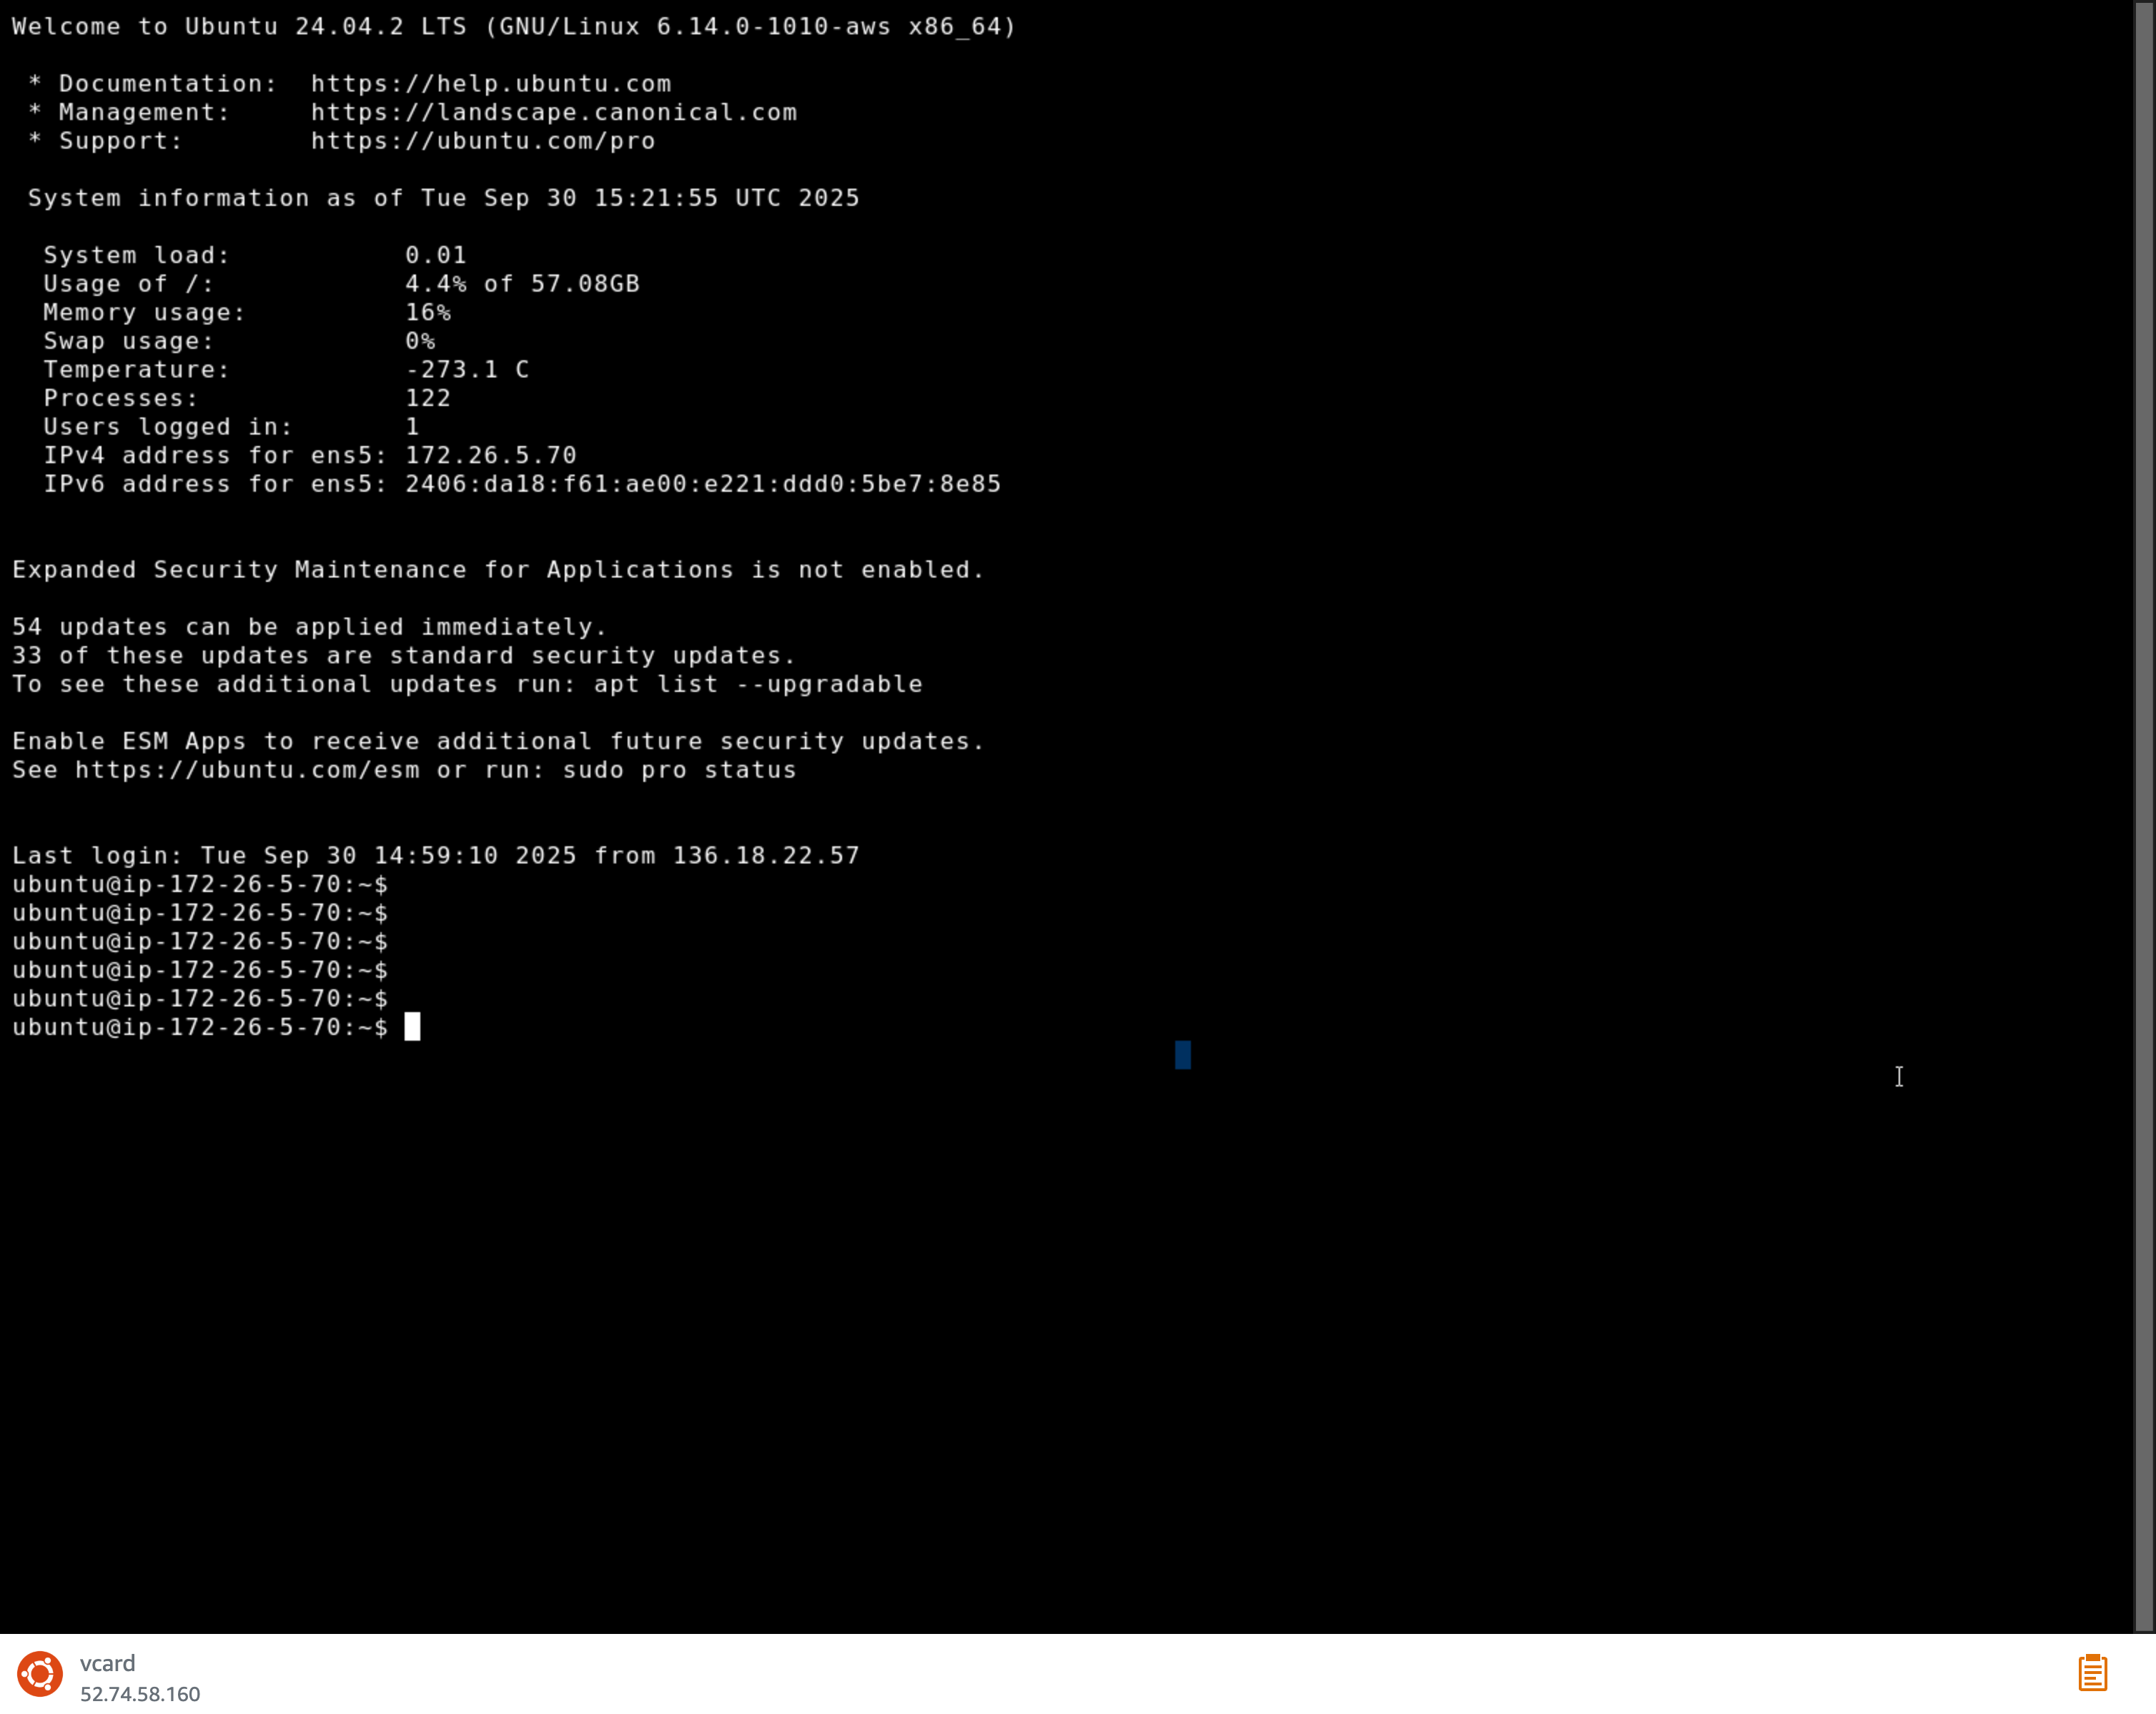 Welcome to Ubuntu 24.04.2 LTS (GNU/Linux 6.14.0-1010-aws x86_64)
* Documentation:  https://help.ubuntu.com
* Management:     https://landscape.canonical.com
* Support:        https://ubuntu.com/pro
System information as of Tue Sep 30 15:21:55 UTC 2025
System load:           0.01
Usage of /:            4.4% of 57.08GB
Memory usage:          16%
Swap usage:            0%
Temperature:           -273.1 C
Processes:             122
Users logged in:       1
IPv4 address for ens5: 172.26.5.70
IPv6 address for ens5: 2406:da18:f61:ae00:e221:ddd0:5be7:8e85
Expanded Security Maintenance for Applications is not enabled.
54 updates can be applied immediately.
33 of these updates are standard security updates.
To see these additional updates run: apt list --upgradable
Enable ESM Apps to receive additional future security updates.
See https://ubuntu.com/esm or run: sudo pro status
Last login: Tue Sep 30 14:59:10 2025 from 136.18.22.57
ubuntu@ip-172-26-5-70:~$
ubuntu@ip-172-26-5-70:~$
ubuntu@ip-172-26-5-70:~$
ubuntu@ip-172-26-5-70:~$
ubuntu@ip-172-26-5-70:~$
ubuntu@ip-172-26-5-70:~$
vcard
52.74.58.160